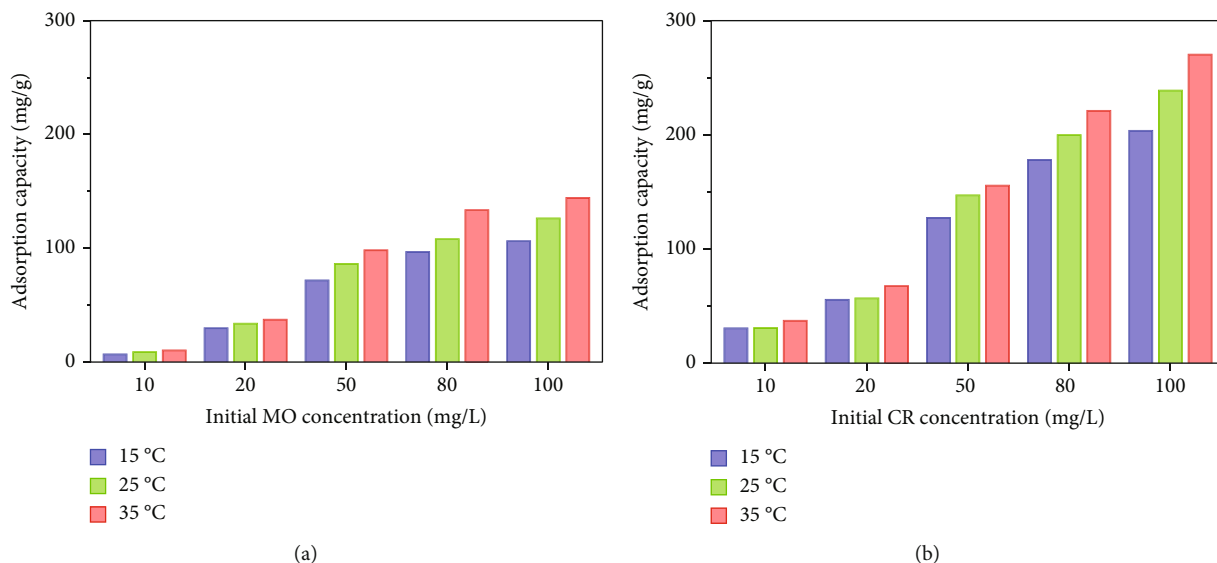 300
200
100
0
Adsorption capacity (mg/g)
10 20 50 80 100
Initial MO concentration (mg/L)
15 °C
25 °C
35 °C
(a)
300
200
100
0
Adsorption capacity (mg/g)
10 20 50 80 100
Initial CR concentration (mg/L)
15 °C
25 °C
35 °C
(b)